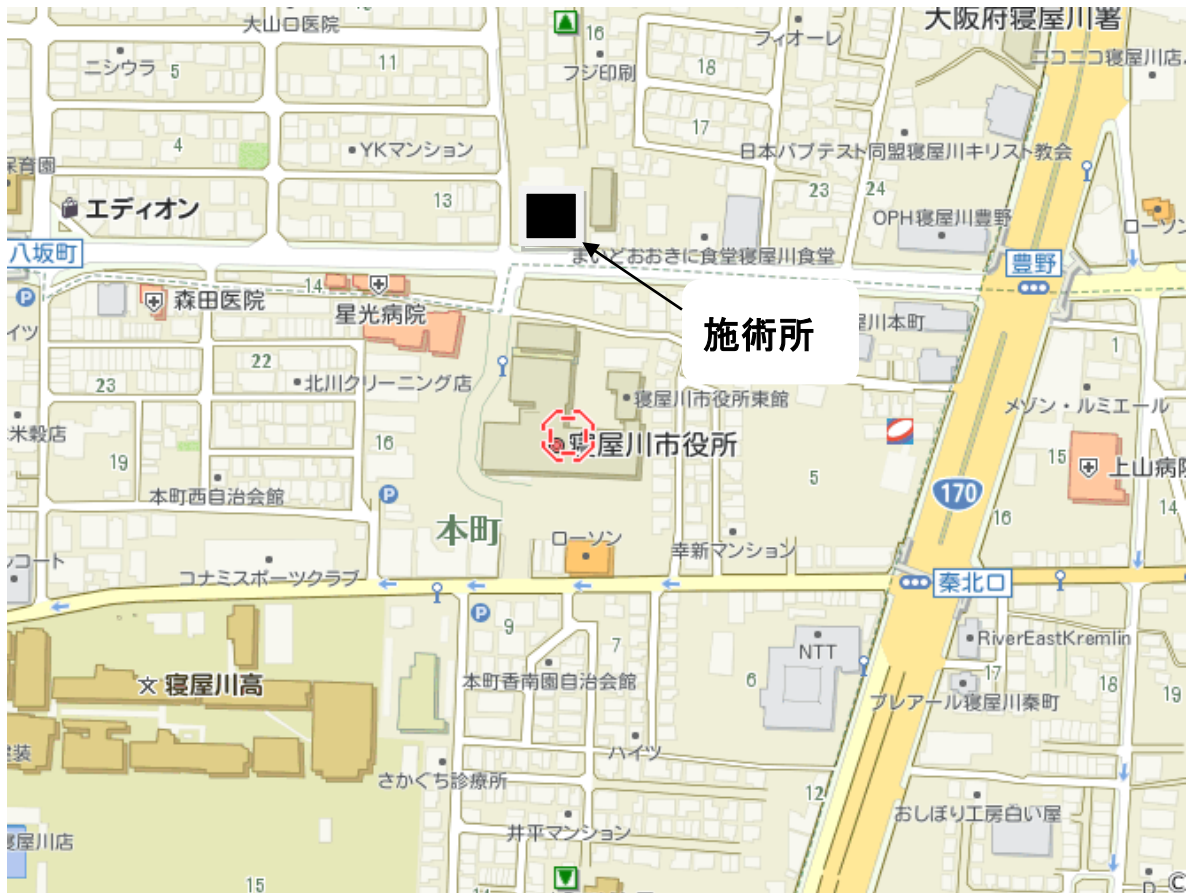 大山口医院
16
大阪府寝屋川署
フィオーレ
ニシウラ
5
11
フジ印刷
18
ニコニコ寝屋川店
17
4
YKマンション
日本バプテスト同盟寝屋川キリスト教会
保育園
23
24
13
エディオン
OPH寝屋川豊野
ローソン
八坂町
まいどおおきに食堂寝屋川食堂
豊野
14
森田医院
星光病院
施術所
屋川本町
イツ
1
22
23
北川クリーニング店
寝屋川市役所東館
メゾン・ルミエール
米穀店
16
寝屋川市役所
19
5
15
上山病院
本町西自治会館
170
14
本町
16
ローソン
幸新マンション
コート
コナミスポーツクラブ
秦北口
9
7
NTT
RiverEastKremlin
寝屋川高
本町香南園自治会館
6
17
18
19
プレアール寝屋川秦町
ハイツ
さかぐち診療所
12
おしぼり工房白い屋
井平マンション
寝屋川店
15
14
D
©